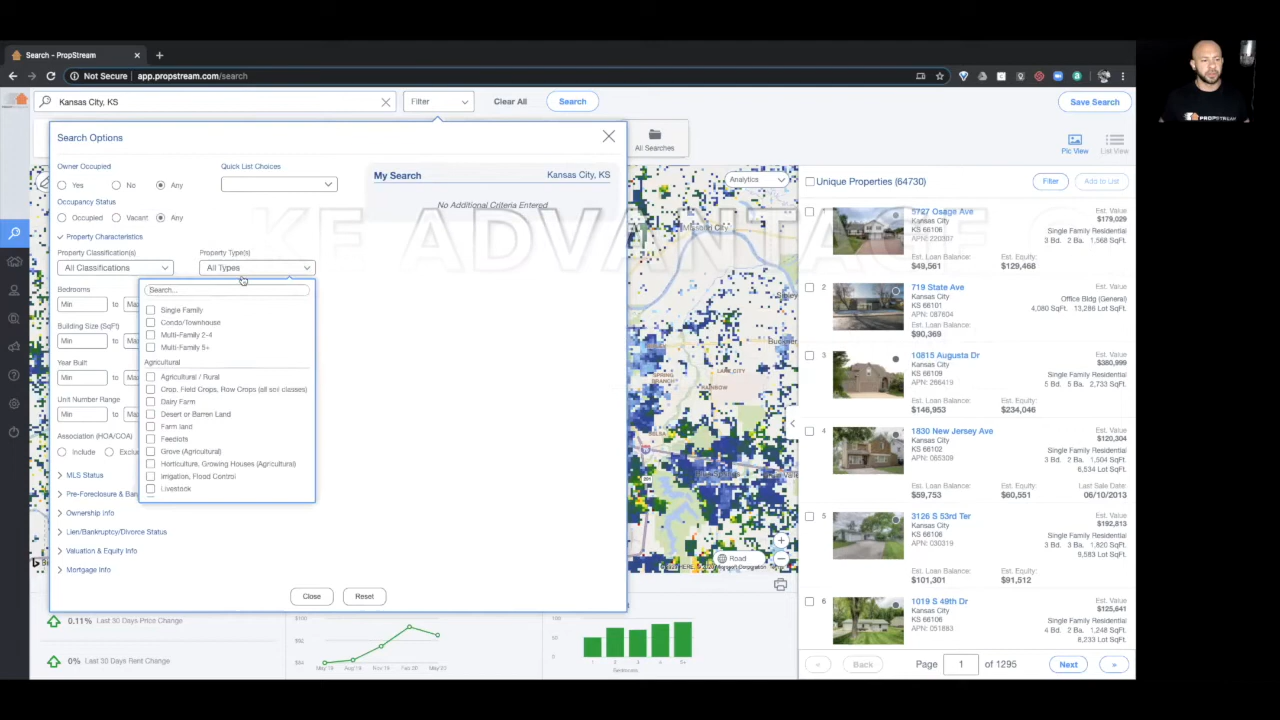 Search - PropStream
Not Secure | app.propstream.com/search
Kansas City, KS
Filter
Clear All
Search
Save Search
Search Options
All Searches
Pic View
List View
Owner Occupied
Yes
No
Any
Quick List Choices
Occupancy Status
Occupied
Vacant
Any
My Search
Kansas City, KS
No Additional Criteria Entered
Analytics
Unique Properties (64730)
Filter
Add to List
KE ADVANTAGE
Property Characteristics
Property Classification(s)
All Classifications
Property Type(s)
All Types
Search...
Single Family
Condo/Townhouse
Multi-Family 2-4
Multi-Family 5+
Agricultural
Agricultural / Rural
Crop, Field Crops, Row Crops (all soil classes)
Dairy Farm
Desert or Barren Land
Farm land
Feedlots
Grove (Agricultural)
Horticulture, Growing Houses (Agricultural)
Irrigation, Flood Control
Livestock
Bedrooms
Min
to
Building Size (SqFt)
Min
to
Year Built
Min
to
Unit Number Range
Min
to
Association (HOA/COA)
Include
MLS Status
Pre-Foreclosure & Ban
Ownership Info
Lien/Bankruptcy/Divorce Status
Valuation & Equity Info
Mortgage Info
Close
Reset
Missouri City
Road
5727 Osage Ave
Kansas City
KS 66106
APN: 220307
Est. Value
$179,029
Single Family Residential
3 Bd. 2 Ba. 1,568 SqFt.
Est. Loan Balance:
$49,561
Est. Equity:
$129,468
2
719 State Ave
Kansas City
KS 66101
APN: 087604
Office Bldg (General)
4,080 SqFt. 13,286 Lot SqFt.
Est. Loan Balance:
$90,369
3
10815 Augusta Dr
Kansas City
KS 66109
APN: 266419
Est. Value
$380,999
Single Family Residential
5 Bd. 5 Ba. 2,733 SqFt.
Est. Loan Balance:
$146,953
Est. Equity:
$234,046
4
1830 New Jersey Ave
Kansas City
KS 66102
APN: 065309
Est. Value
$120,304
Single Family Residential
3 Bd. 2 Ba. 1,504 SqFt.
6,534 Lot SqFt.
Est. Loan Balance:
$59,753
Est. Equity:
$60,551
Last Sale Date:
06/10/2013
5
3126 S 53rd Ter
Kansas City
KS 66106
APN: 030319
Est. Value
$192,813
Single Family Residential
3 Bd. 3 Ba. 1,820 SqFt.
9,583 Lot SqFt.
Est. Loan Balance:
$101,301
Est. Equity:
$91,512
6
1019 S 49th Dr
Kansas City
KS 66106
APN: 051883
Est. Value
$125,641
Single Family Residential
4 Bd. 2 Ba. 1,248 SqFt.
8,233 Lot SqFt.
0.11% Last 30 Days Price Change
0% Last 30 Days Rent Change
Back
Page 1 of 1295
Next
PROPSTREAM